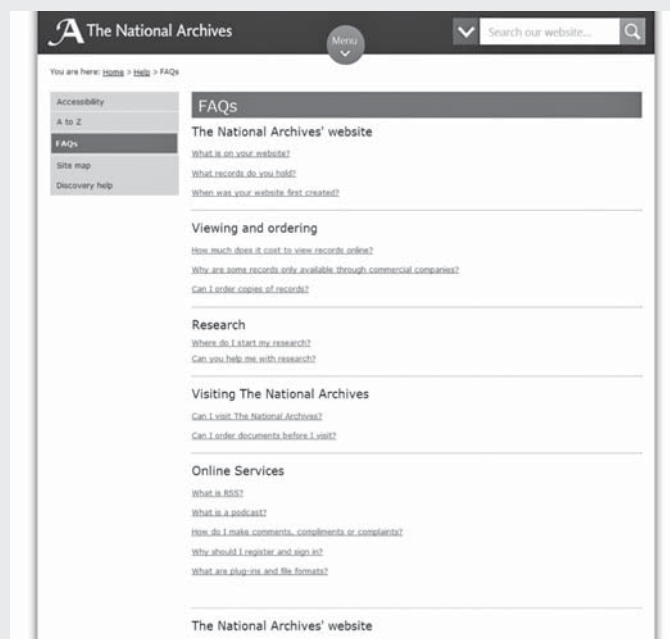 The National Archives
Menu
Search our website...
You are here: Home > Help > FAQs
Accessibility
A to Z
FAQs
Site map
Discovery help
FAQs
The National Archives' website
What is on your website?
What records do you hold?
When was your website first created?
Viewing and ordering
How much does it cost to view records online?
Why are some records only available through commercial companies?
Can I order copies of records?
Research
Where do I start my research?
Can you help me with research?
Visiting The National Archives
Can I visit The National Archives?
Can I order documents before I visit?
Online Services
What is RSS?
What is a podcast?
How do I make comments, compliments or complaints?
Why should I register and sign in?
What are plug-ins and file formats?
The National Archives' website